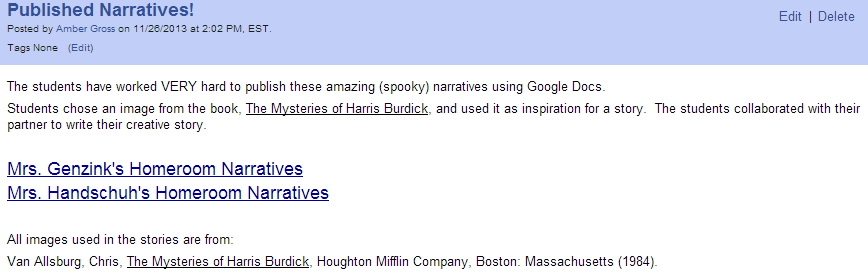 Published Narratives!
Edit | Delete
Posted by Amber Gross on 11/26/2013 at 2:02 PM, EST.
Tags None (Edit)
The students have worked VERY hard to publish these amazing (spooky) narratives using Google Docs.
Students chose an image from the book, The Mysteries of Harris Burdick, and used it as inspiration for a story. The students collaborated with their
partner to write their creative story.
Mrs. Genzink's Homeroom Narratives
Mrs. Handschuh's Homeroom Narratives
All images used in the stories are from:
Van Allsburg, Chris, The Mysteries of Harris Burdick, Houghton Mifflin Company, Boston: Massachusetts (1984).